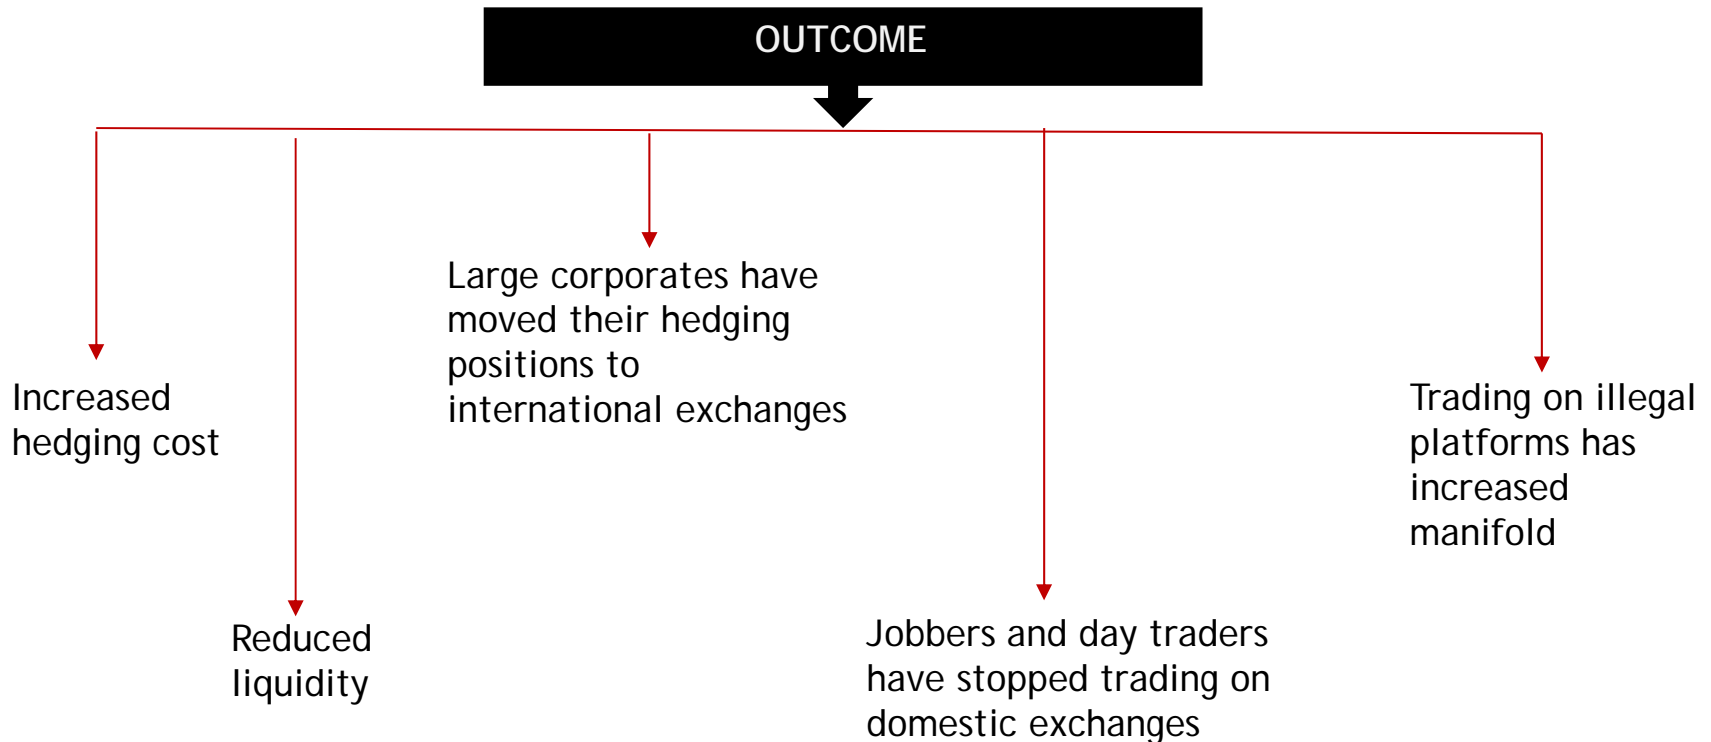 OUTCOME
Increased
hedging cost
Reduced
liquidity
Large corporates have
moved their hedging
positions to
international exchanges
Jobbers and day traders
have stopped trading on
domestic exchanges
Trading on illegal
platforms has
increased
manifold